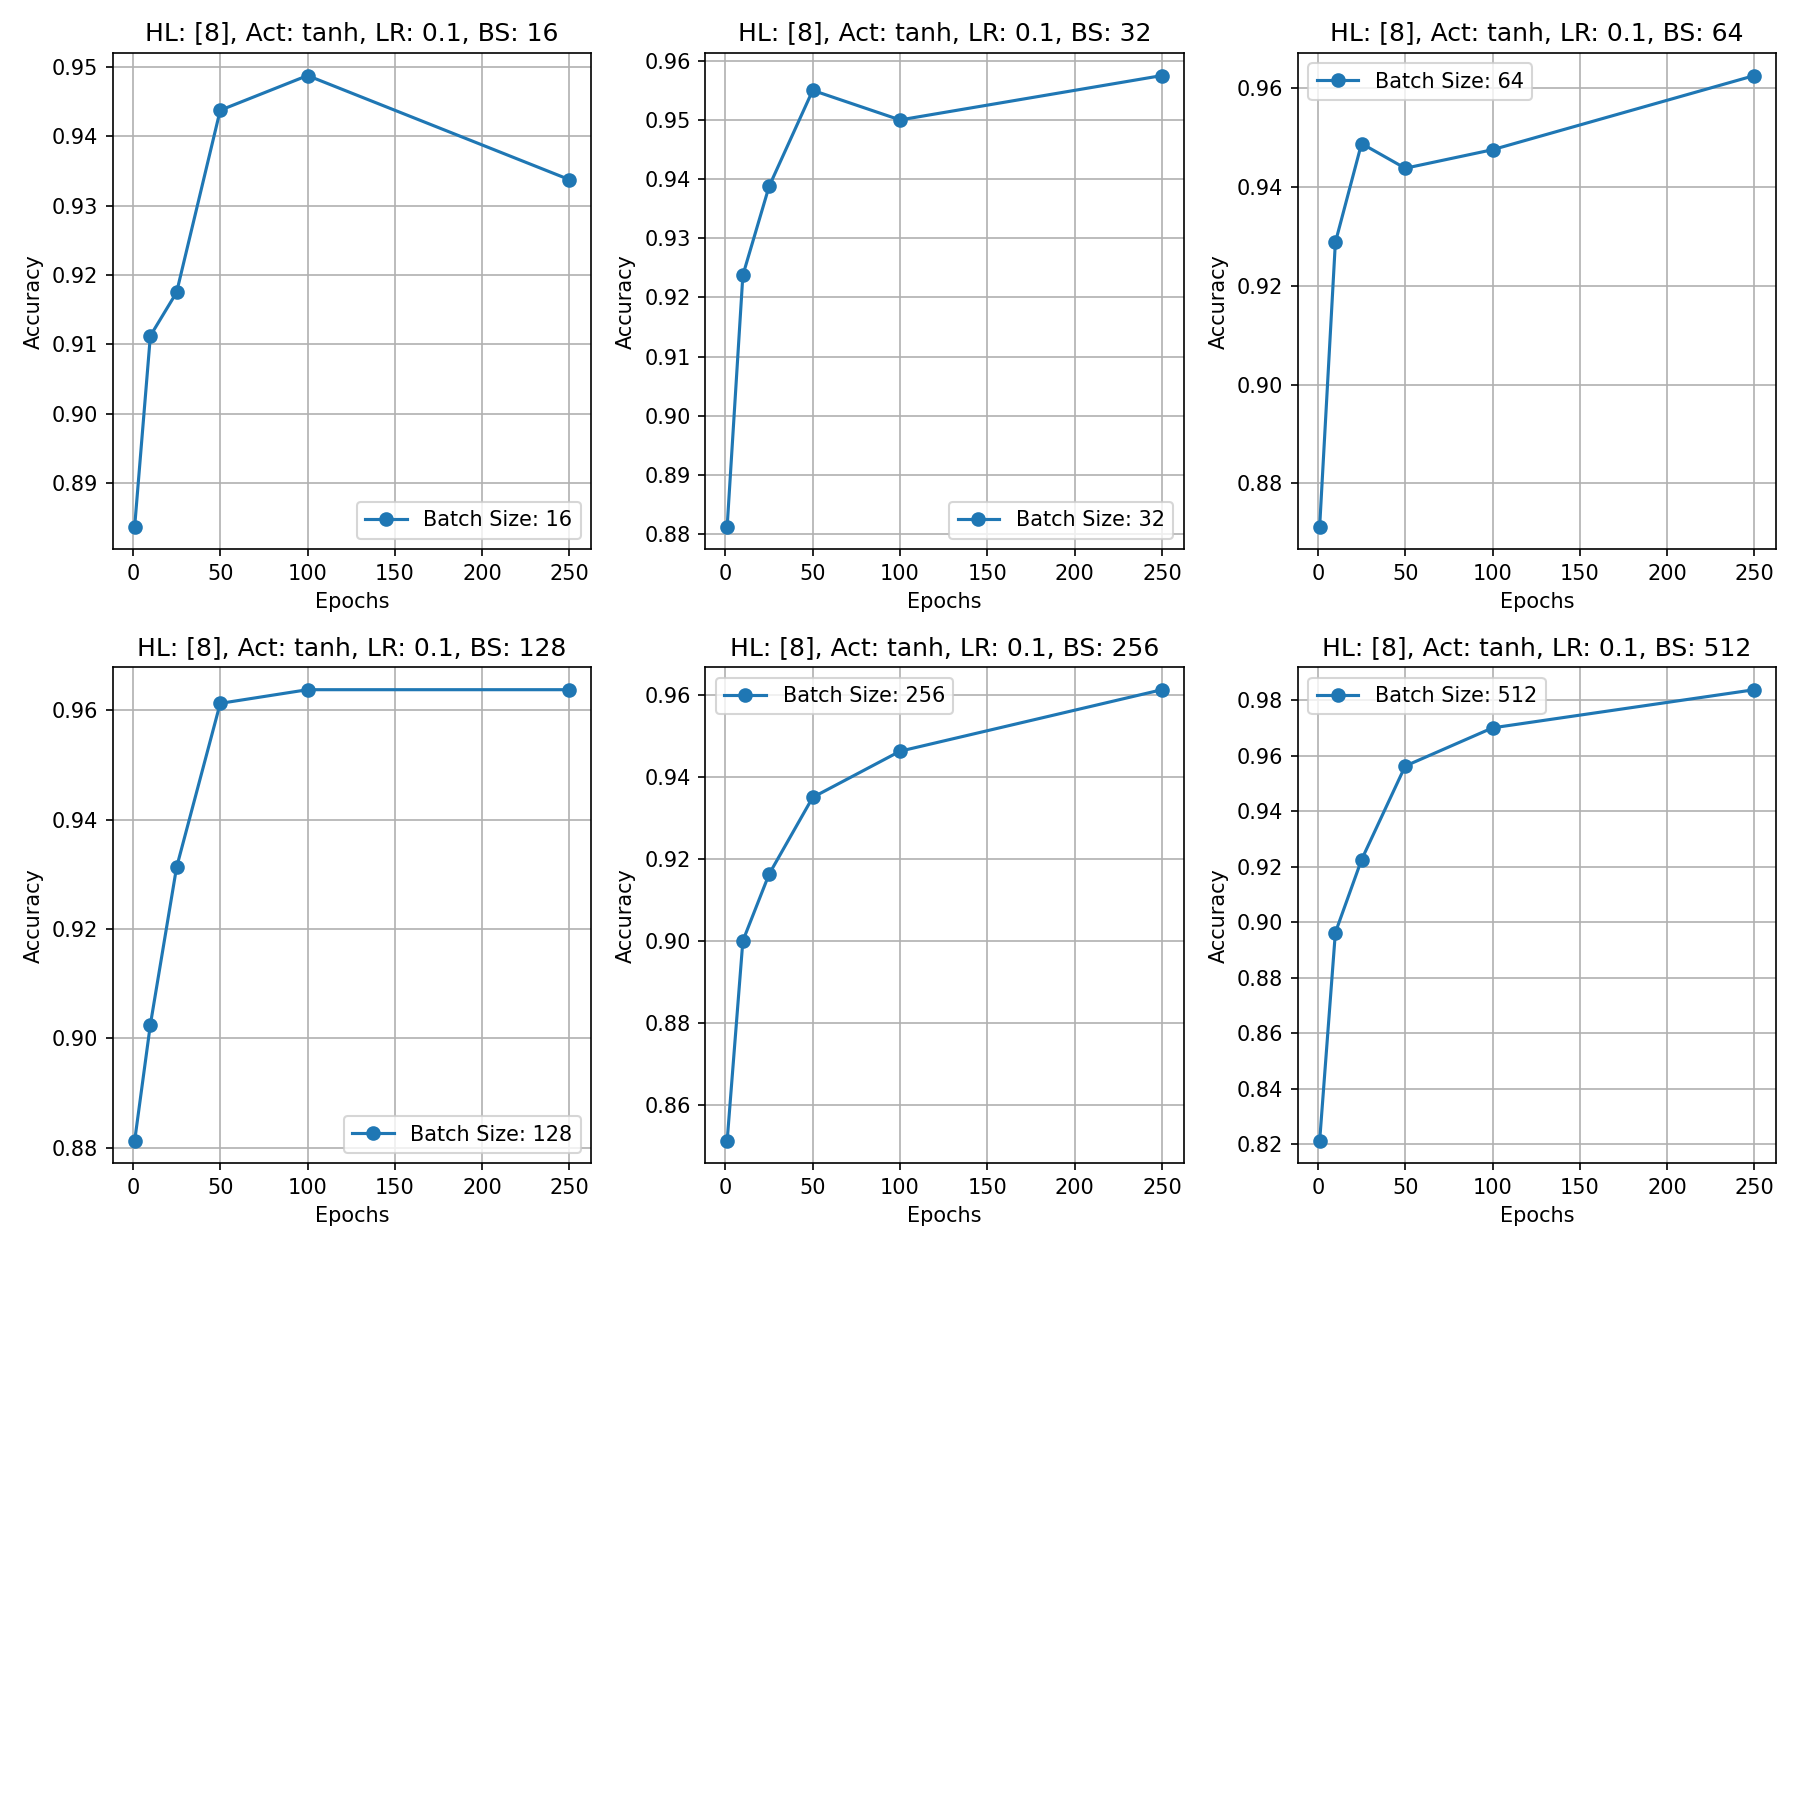 HL: [8], Act: tanh, LR: 0.1, BS: 16
0.95
0.94
0.93
0.92
0.91
0.90
0.89
Accuracy
Batch Size: 16
0 50 100 150 200 250
Epochs
HL: [8], Act: tanh, LR: 0.1, BS: 32
0.96
0.95
0.94
0.93
0.92
0.91
0.90
0.89
0.88
Accuracy
Batch Size: 32
0 50 100 150 200 250
Epochs
HL: [8], Act: tanh, LR: 0.1, BS: 64
Batch Size: 64
0.96
0.94
0.92
0.90
0.88
Accuracy
0 50 100 150 200 250
Epochs
HL: [8], Act: tanh, LR: 0.1, BS: 128
0.96
0.94
0.92
0.90
0.88
Accuracy
Batch Size: 128
0 50 100 150 200 250
Epochs
HL: [8], Act: tanh, LR: 0.1, BS: 256
Batch Size: 256
0.96
0.94
0.92
0.90
0.88
0.86
Accuracy
0 50 100 150 200 250
Epochs
HL: [8], Act: tanh, LR: 0.1, BS: 512
Batch Size: 512
0.98
0.96
0.94
0.92
0.90
0.88
0.86
0.84
0.82
Accuracy
0 50 100 150 200 250
Epochs